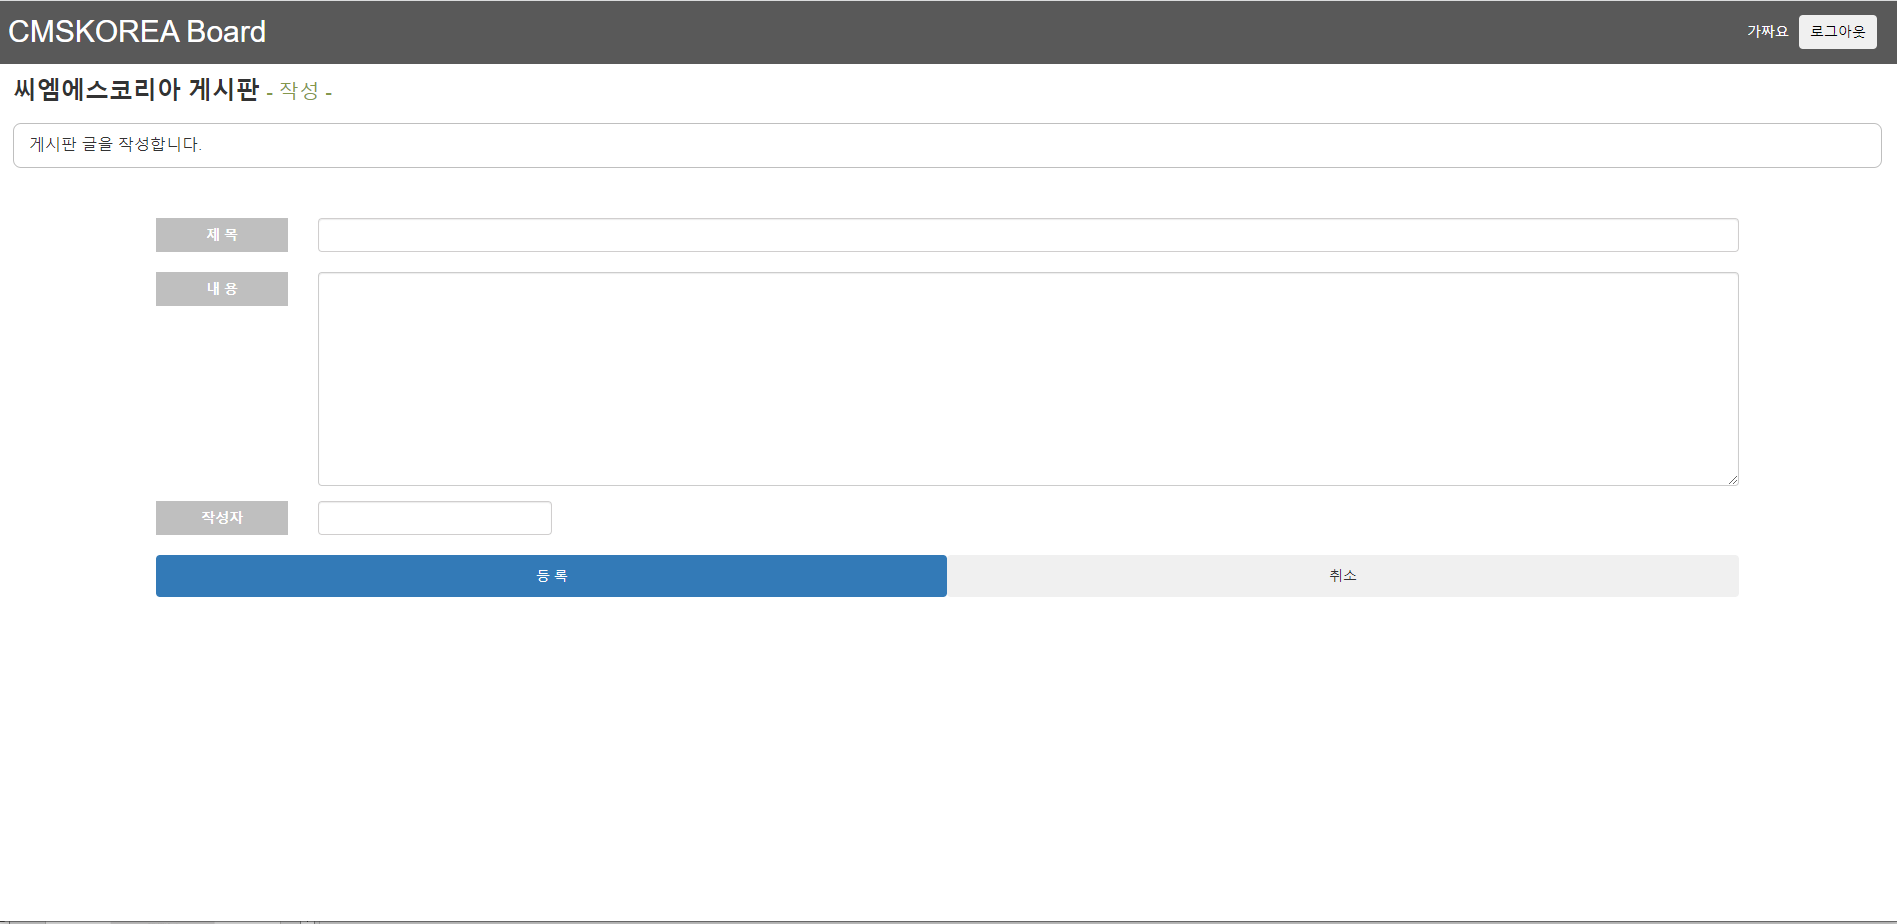 CMSKOREA Board
가짜요 로그아웃
씨엠에스코리아 게시판 - 작성 -
게시판 글을 작성합니다.
제 목
내 용
작성자
등 록 취소